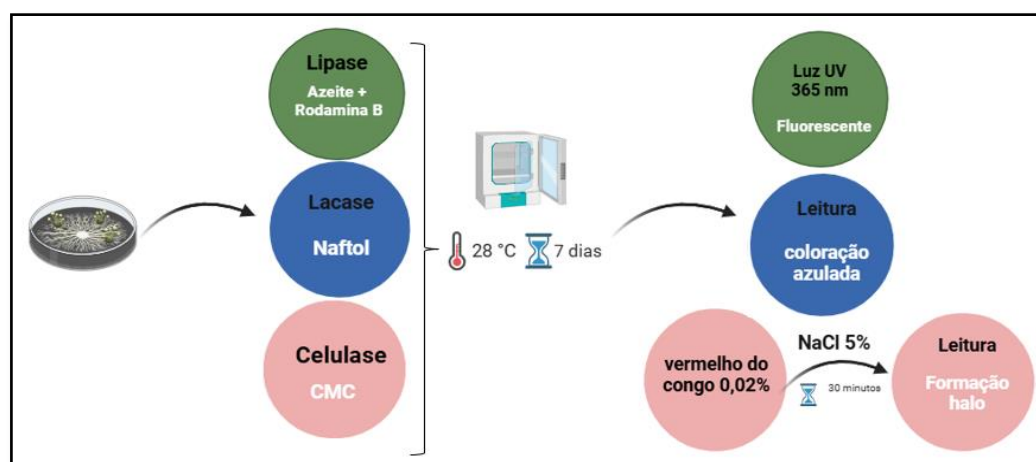 Lipase
Azeite +
Rodamina B
Lacase
Naftol
Celulase
CMC
28 °C
7 dias
Luz UV
365 nm
Fluorescente
Leitura
coloração
azulada
vermelho do
congo 0,02%
NaCl 5%
30 minutos
Leitura
Formação
halo